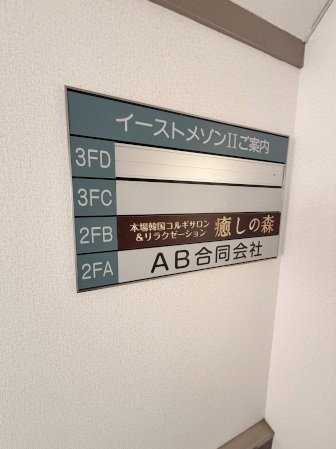 イーストメゾンⅡご案内
3FD
3FC
2FB 本場韓国コルギサロン
&リラクゼーション 癒しの森
2FA AB合同会社